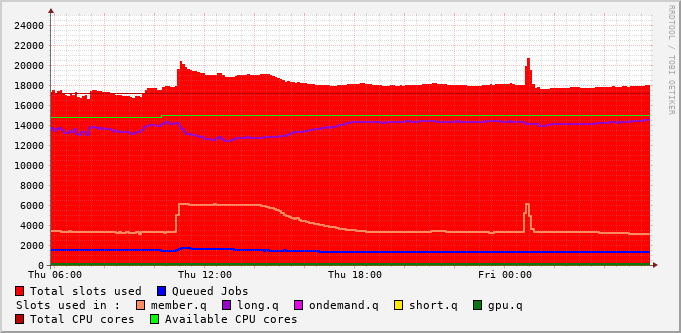 RRDTOOL / TOBI OETIKER
24000
22000
20000
18000
16000
14000
12000
10000
8000
6000
4000
2000
0
Thu 06:00 Thu 12:00 Thu 18:00 Fri 00:00
Total slots used Queued Jobs
Slots used in : member.q long.q ondemand.q short.q gpu.q
Total CPU cores Available CPU cores